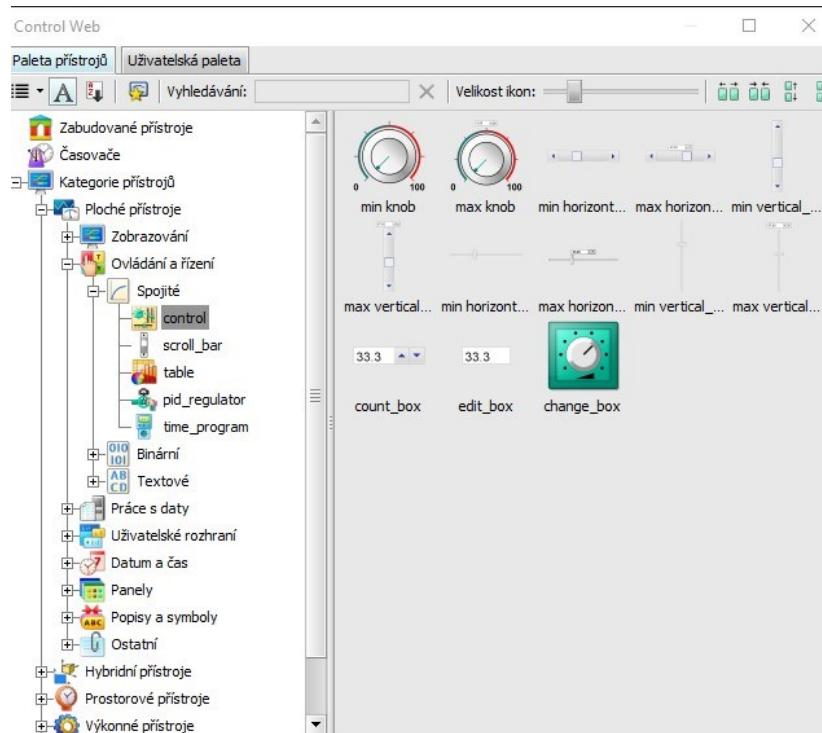 Control Web
Paleta přístrojů Uživatelská paleta
A Vyhledávání: Velikost ikon:
Zabudované přístroje
Časovače
Kategorie přístrojů
Ploché přístroje
Zobrazování
Ovládání a řízení
Spojité
control
scroll_bar
table
pid_regulator
time_program
Binární
Textové
Práce s daty
Uživatelské rozhraní
Datum a čas
Panely
Popisy a symboly
Ostatní
Hybridní přístroje
Prostorové přístroje
Výkonné přístroje
0 100 0 100
min knob max knob min horizont... max horizon... min vertical_...
max vertical... min horizont... max horizon... min vertical_... max vertical...
33.3 33.3
count_box edit_box change_box